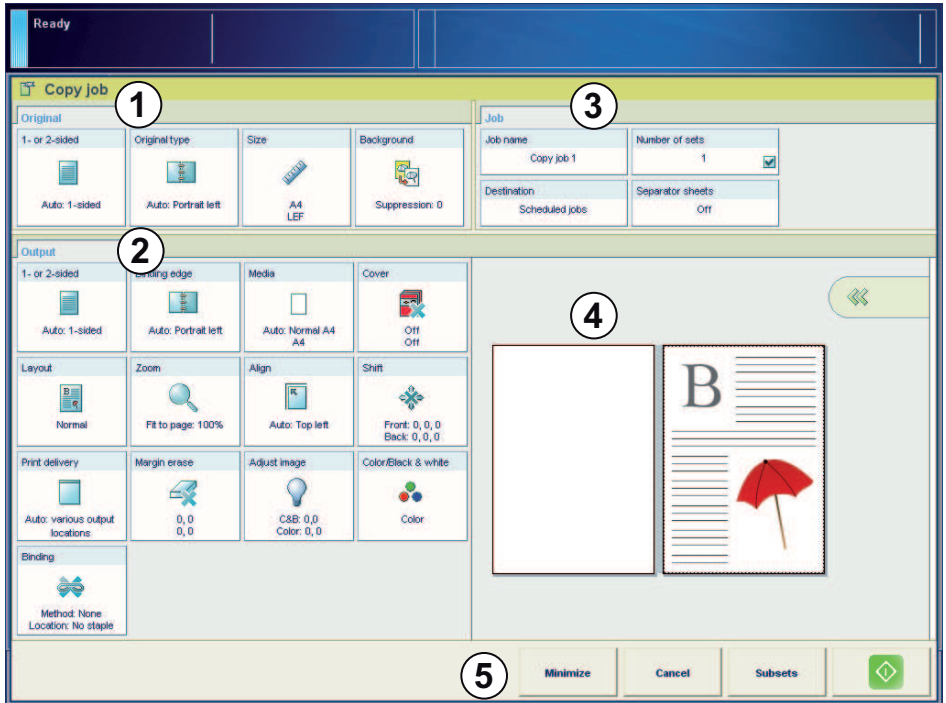 Ready
Copy job
1
3
Original
Job
1- or 2-sided
Original type
Size
Background
Auto: 1-sided
Auto: Portrait left
A4
LEF
Suppression: 0
Job name
Copy job 1
Number of sets
1
Destination
Scheduled jobs
Separator sheets
Off
Output
2
1- or 2-sided
Binding edge
Media
Cover
Auto: 1-sided
Auto: Portrait left
Auto: Normal A4
A4
Off
Off
Layout
Zoom
Align
Shift
B
Normal
Fit to page: 100%
Auto: Top left
Front: 0, 0, 0
Back: 0, 0, 0
Print delivery
Margin erase
Adjust image
Color/Black & white
Auto: various output
locations
0, 0
0, 0
C&B: 0,0
Color: 0, 0
Color
Binding
Method: None
Location: No staple
4
B
5
Minimize
Cancel
Subsets